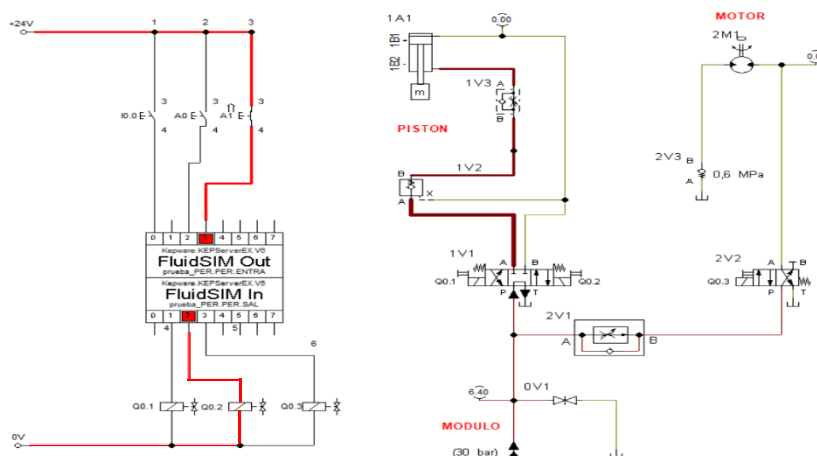 +24V
1
2
3
3
3
3
I0.0
A0
A1
4
4
4
0 1 2 3 4 5 6 7
Kepware.KEPServerEX.V6
FluidSIM Out
prueba_PER.PER.ENTRA
Kepware.KEPServerEX.V6
FluidSIM In
prueba_PER.PER.SAL
0 1 2 3 4 5 6 7
4
5
6
Q0.1
Q0.2
Q0.3
0V
1A1
0,00
1B1
1B2
m
1V3
A
B
PISTON
1V2
B
A
X
1V1
A B
Q0.1
Q0.2
P T
2V1
A
B
6,40
0V1
MODULO
(30 bar)
MOTOR
2M1
2V3
B
A
0,6 MPa
2V2
A B
Q0.3
P T